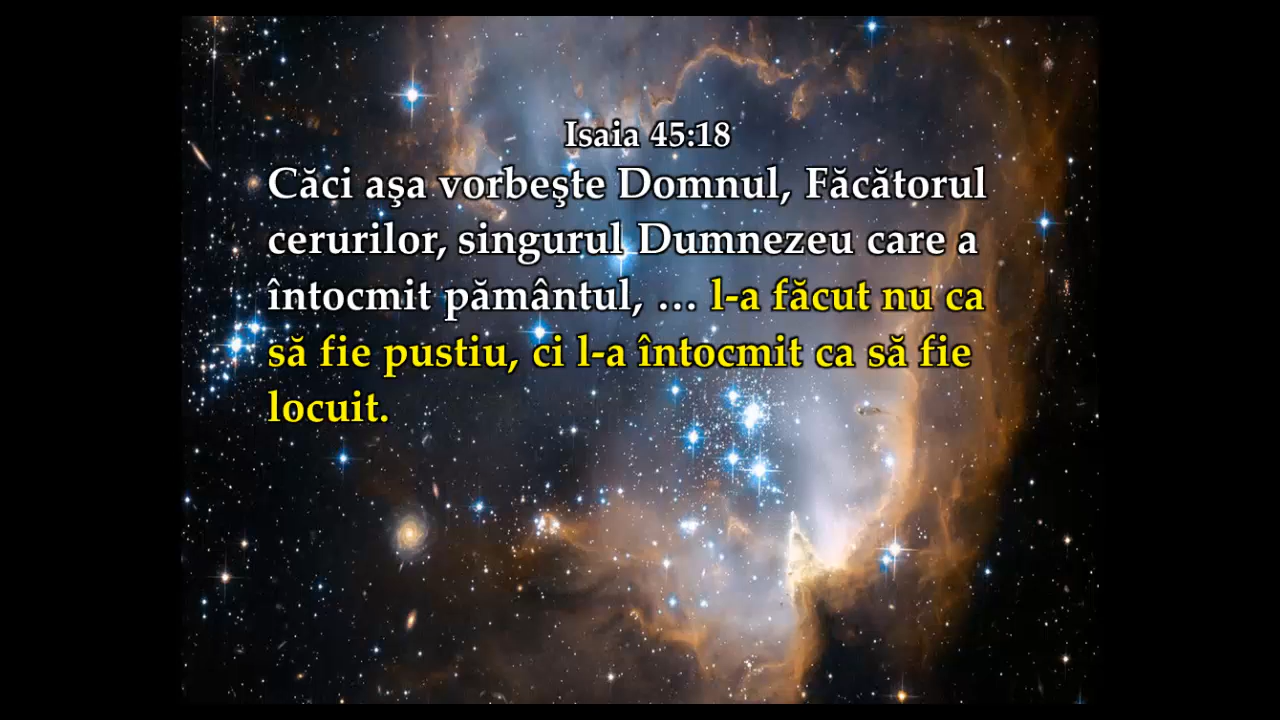 Isaia 45:18
Căci aşa vorbeşte Domnul, Făcătorul
cerurilor, singurul Dumnezeu care a
întocmit pământul, … l-a făcut nu ca
să fie pustiu, ci l-a întocmit ca să fie
locuit.